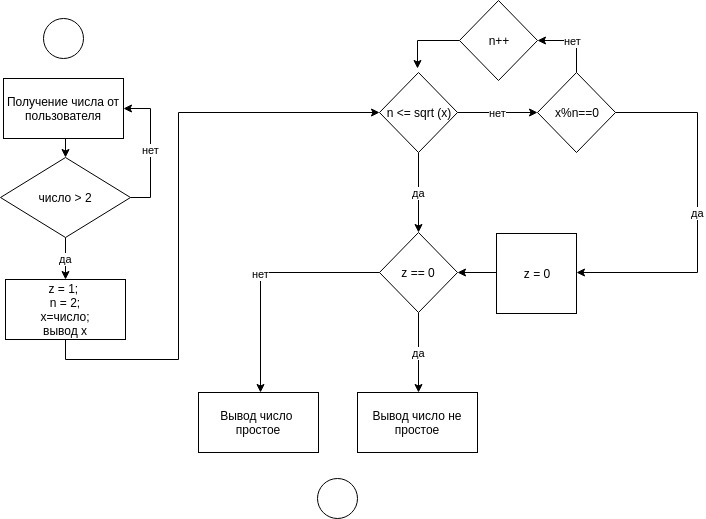 n++
нет
Получение числа от
пользователя
n <= sqrt (x)
нет
x%n==0
нет
число > 2
да
да
да
z == 0
z = 0
нет
z = 1;
n = 2;
x=число;
вывод x
да
Вывод число
простое
Вывод число не
простое